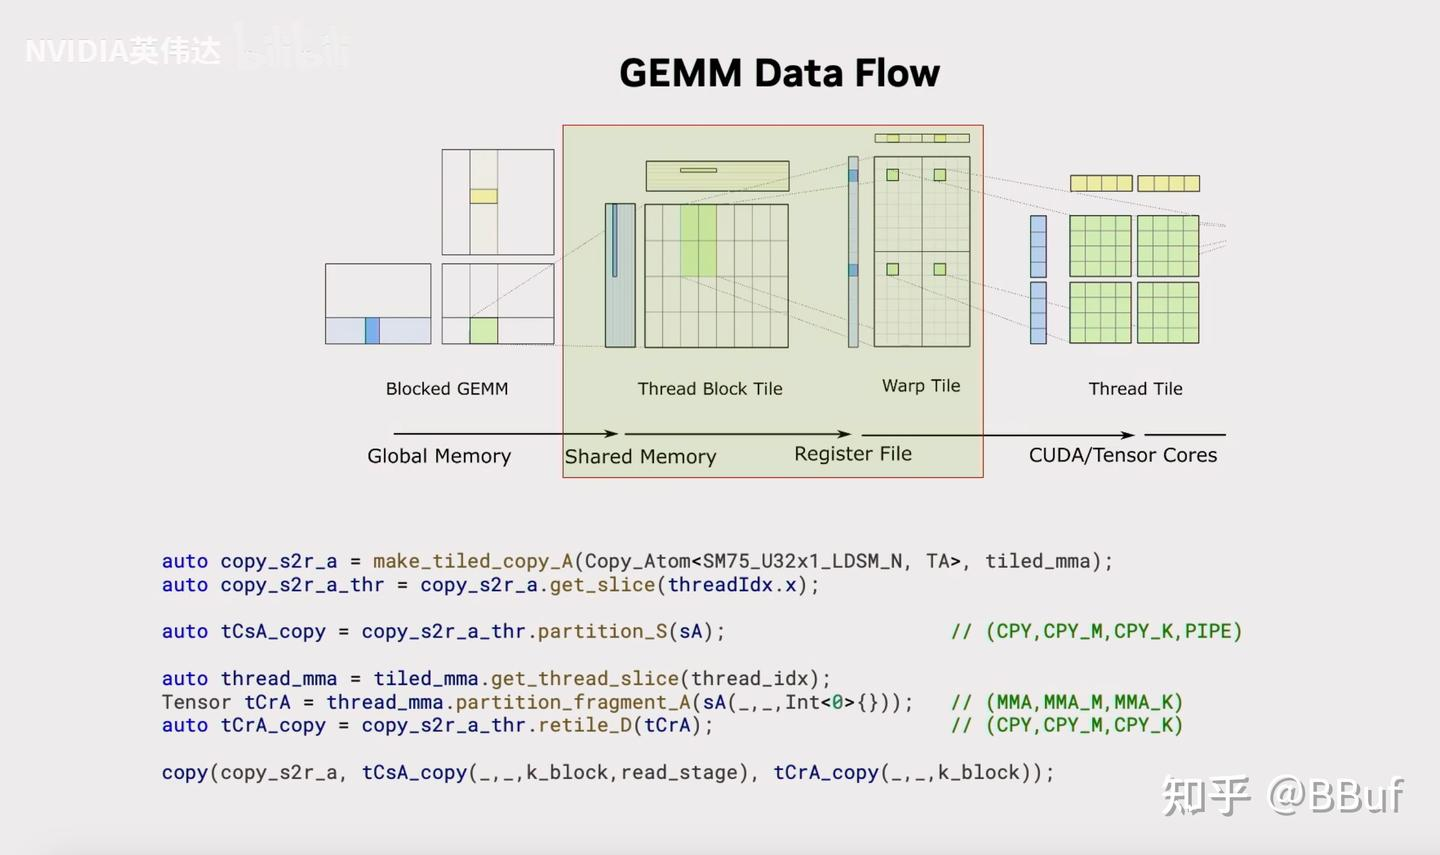 NVIDIA英伟达 bilibili
GEMM Data Flow
Blocked GEMM
Thread Block Tile
Warp Tile
Thread Tile
Global Memory
Shared Memory
Register File
CUDA/Tensor Cores
auto copy_s2r_a = make_tiled_copy_A(Copy_Atom<SM75_U32x1_LDSM_N, TA>, tiled_mma);
auto copy_s2r_a_thr = copy_s2r_a.get_slice(threadIdx.x);
auto tCsA_copy = copy_s2r_a_thr.partition_S(sA); // (CPY,CPY_M,CPY_K,PIPE)
auto thread_mma = tiled_mma.get_thread_slice(thread_idx);
Tensor tCrA = thread_mma.partition_fragment_A(sA(_,_,Int<0>{})); // (MMA,MMA_M,MMA_K)
auto tCrA_copy = copy_s2r_a_thr.retile_D(tCrA); // (CPY,CPY_M,CPY_K)
copy(copy_s2r_a, tCsA_copy(_,_,k_block,read_stage), tCrA_copy(_,_,k_block));
知乎 @BBuf